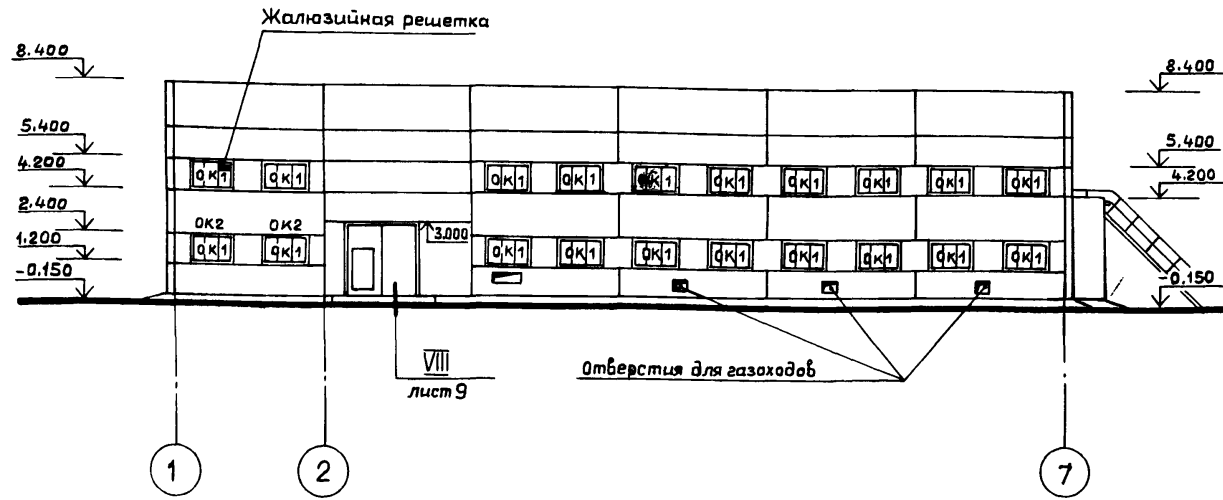 Жалюзийная решетка
8.400
8.400
5.400
5.400
4.200
4.200
ОК1 ОК1 ОК1 ОК1 ОК1 ОК1 ОК1 ОК1 ОК1 ОК1
2.400
ОК2 ОК2
3.000
1.200
ОК1 ОК1 ОК1 ОК1 ОК1 ОК1 ОК1 ОК1 ОК1 ОК1
-0.150
-0.150
VIII
лист 9
Отверстия для газоходов
1 2 7